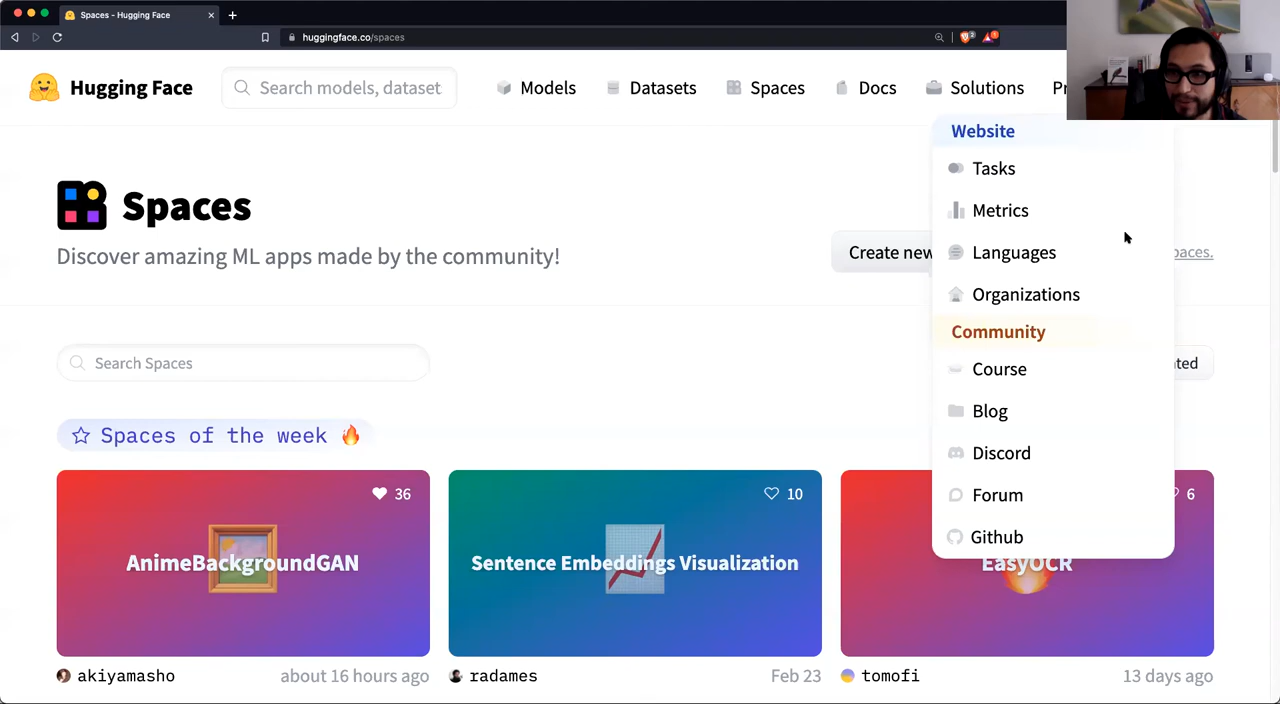 Spaces - Hugging Face
huggingface.co/spaces
2
1
Hugging Face
Search models, dataset
Models
Datasets
Spaces
Docs
Solutions
Website
Tasks
Metrics
Languages
Organizations
Community
Course
Blog
Discord
Forum
Github
Spaces
Discover amazing ML apps made by the community!
Create new
Search Spaces
Spaces of the week
36
AnimeBackgroundGAN
akiyamasho
about 16 hours ago
10
Sentence Embeddings Visualization
radames
Feb 23
6
EasyOCR
tomofi
13 days ago